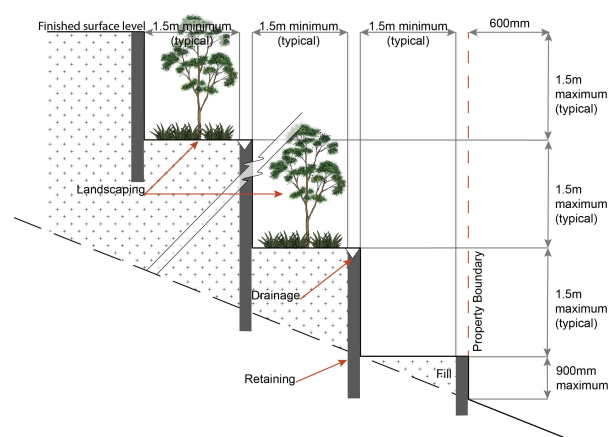 Finished surface level
1.5m minimum
(typical)
1.5m minimum
(typical)
1.5m minimum
(typical)
600mm
1.5m
maximum
(typical)
Landscaping
1.5m
maximum
(typical)
Drainage
Property Boundary
1.5m
maximum
(typical)
Retaining
Fill
900mm
maximum